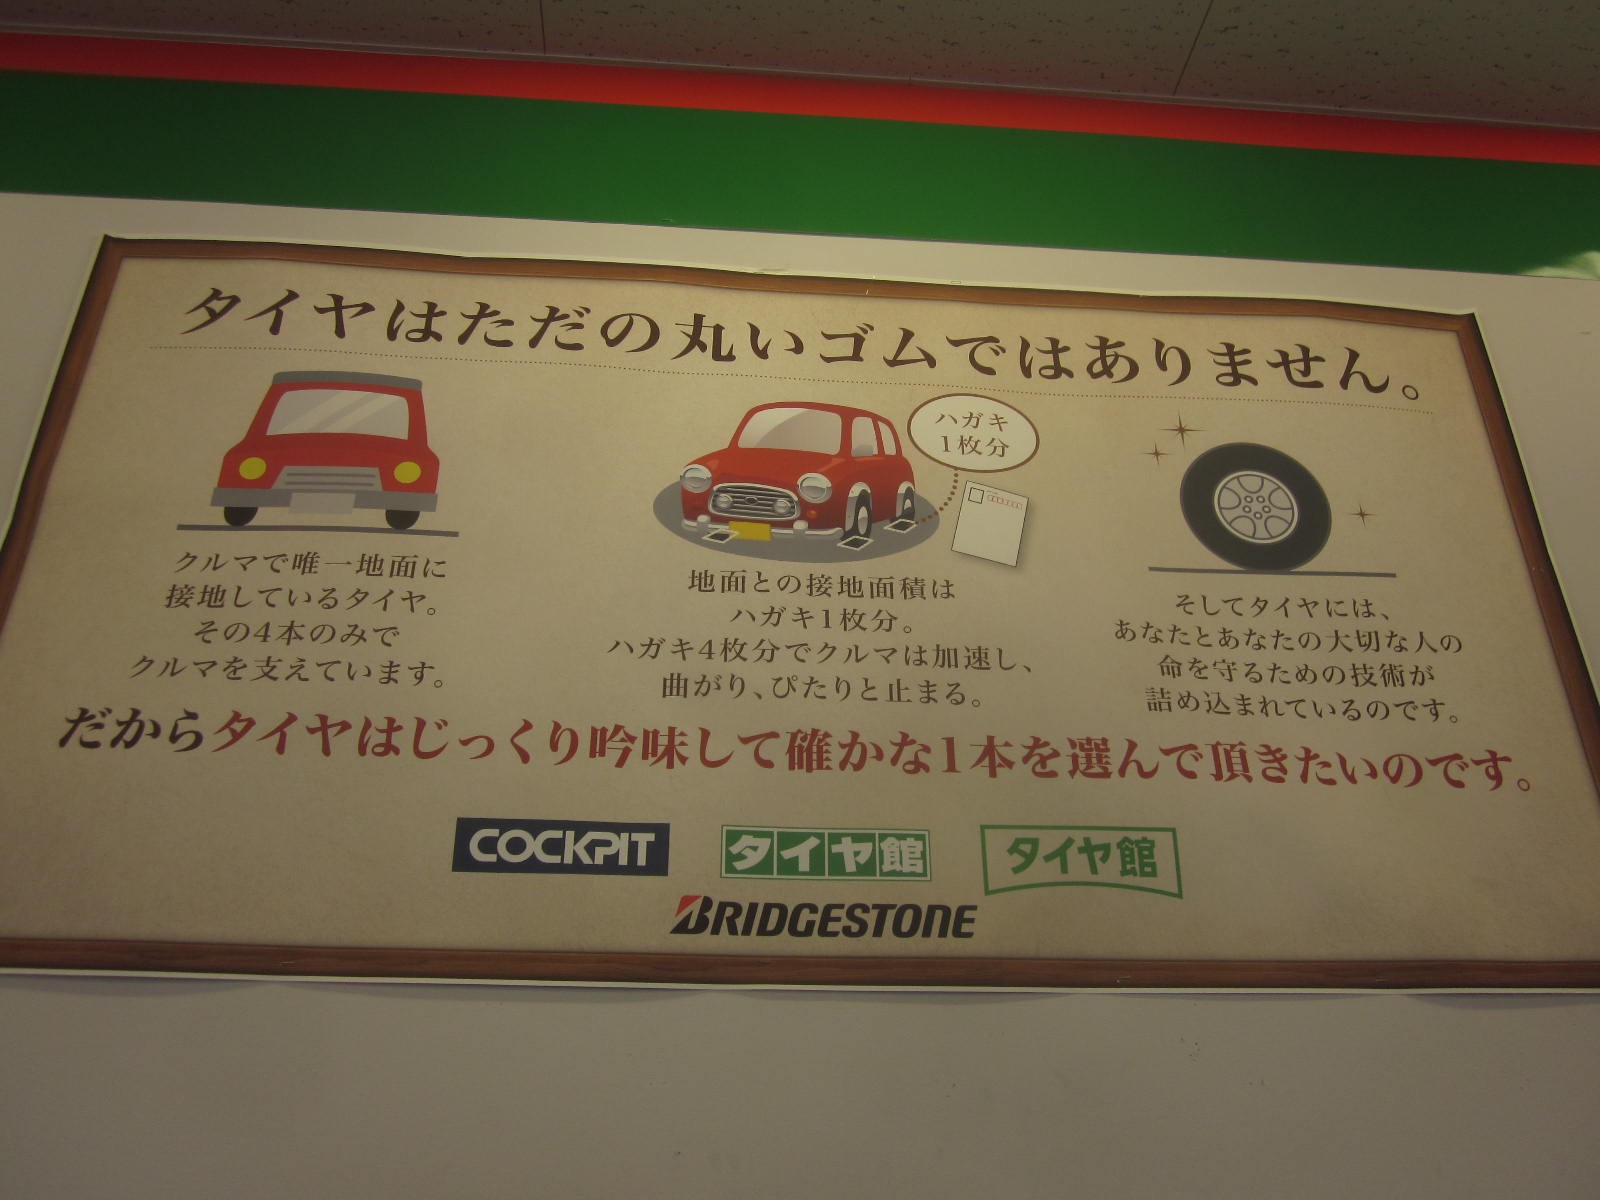 タイヤはただの丸いゴムではありません。
ハガキ
1枚分
クルマで唯一地面に
接地しているタイヤ。
その4本のみで
クルマを支えています。
地面との接地面積は
ハガキ1枚分。
ハガキ4枚分でクルマは加速し、
曲がり、ぴたりと止まる。
そしてタイヤには、
あなたとあなたの大切な人の
命を守るための技術が
詰め込まれているのです。
だからタイヤはじっくり吟味して確かな1本を選んで頂きたいのです。
COCKPIT
タイヤ館
タイヤ館
BRIDGESTONE